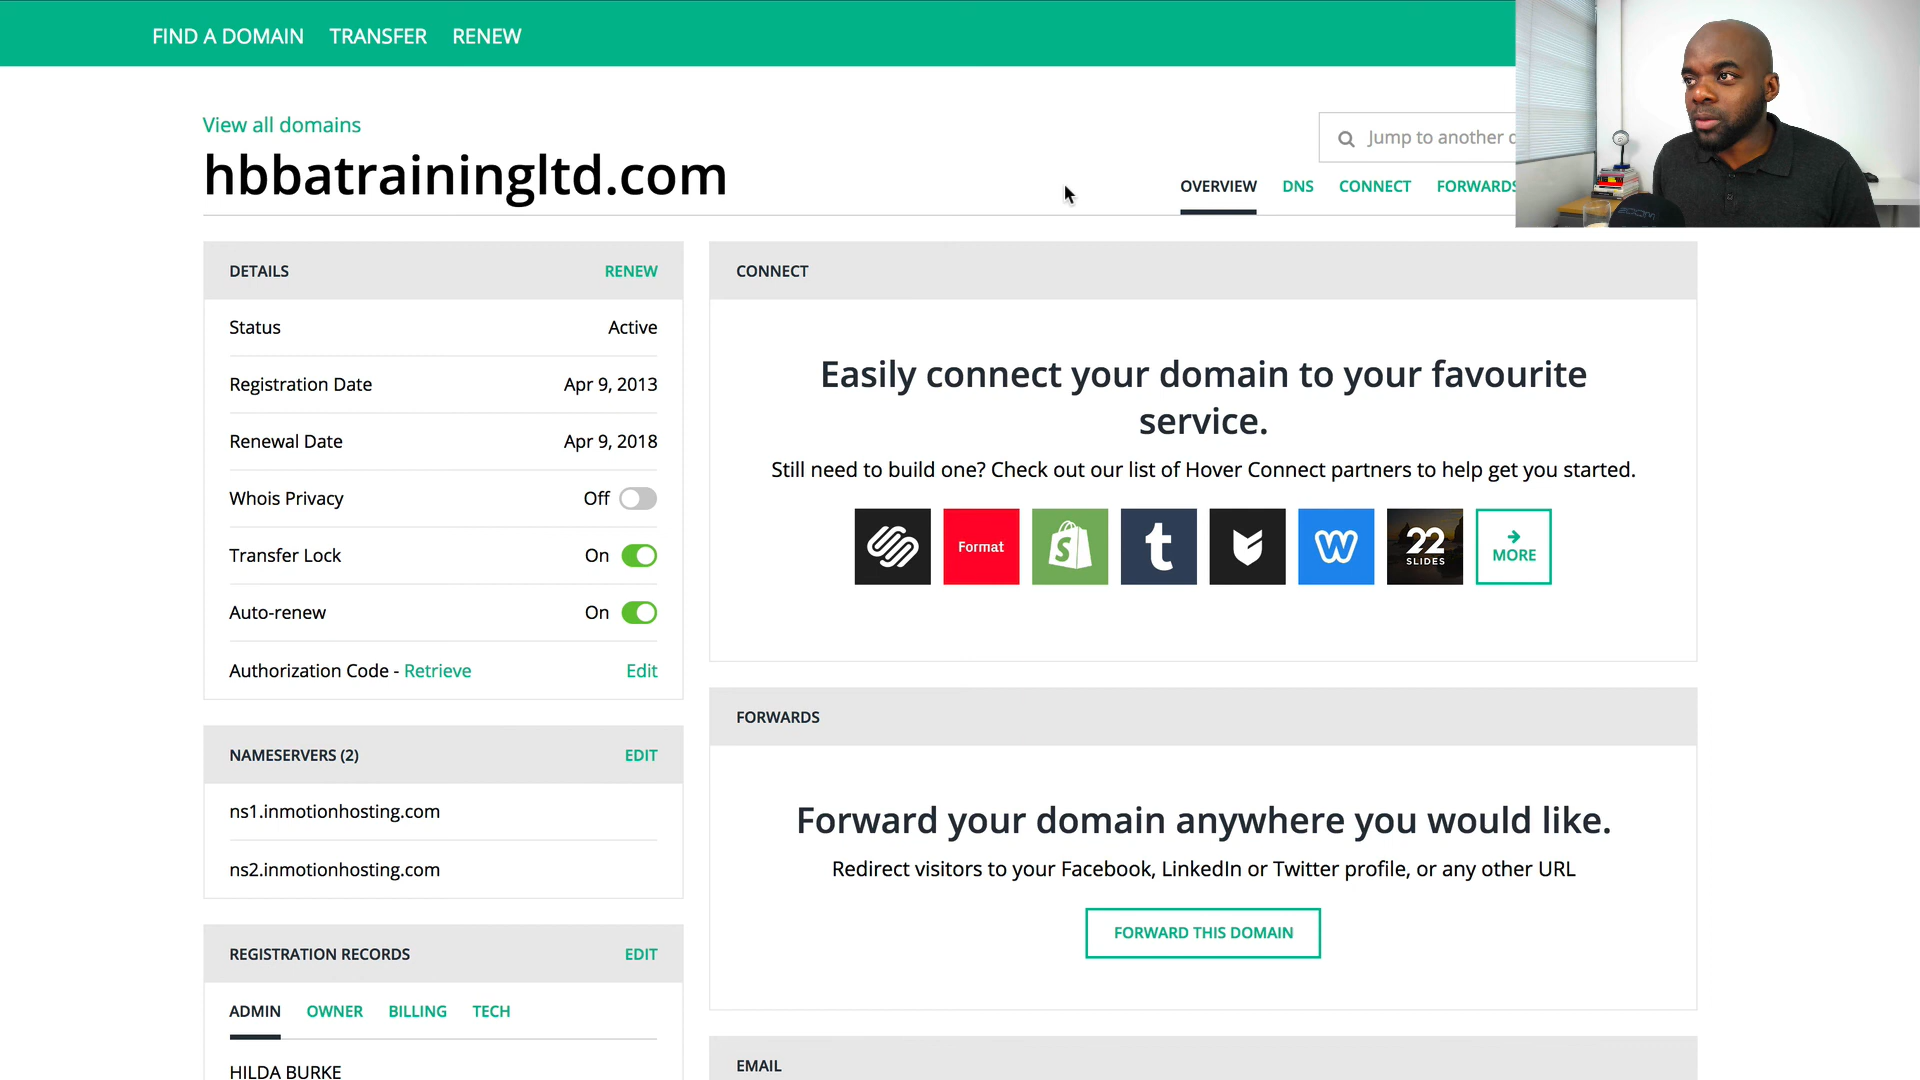 FIND A DOMAIN TRANSFER RENEW
View all domains
hbbatrainingltd.com
Jump to another
OVERVIEW DNS CONNECT FORWARDS
DETAILS RENEW
Status Active
Registration Date Apr 9, 2013
Renewal Date Apr 9, 2018
Whois Privacy Off
Transfer Lock On
Auto-renew On
Authorization Code - Retrieve Edit
NAMESERVERS (2) EDIT
ns1.inmotionhosting.com
ns2.inmotionhosting.com
REGISTRATION RECORDS EDIT
ADMIN OWNER BILLING TECH
HILDA BURKE
CONNECT
Easily connect your domain to your favourite
service.
Still need to build one? Check out our list of Hover Connect partners to help get you started.
Format
S
t
W
22
SLIDES
MORE
FORWARDS
Forward your domain anywhere you would like.
Redirect visitors to your Facebook, LinkedIn or Twitter profile, or any other URL
FORWARD THIS DOMAIN
EMAIL
zoom